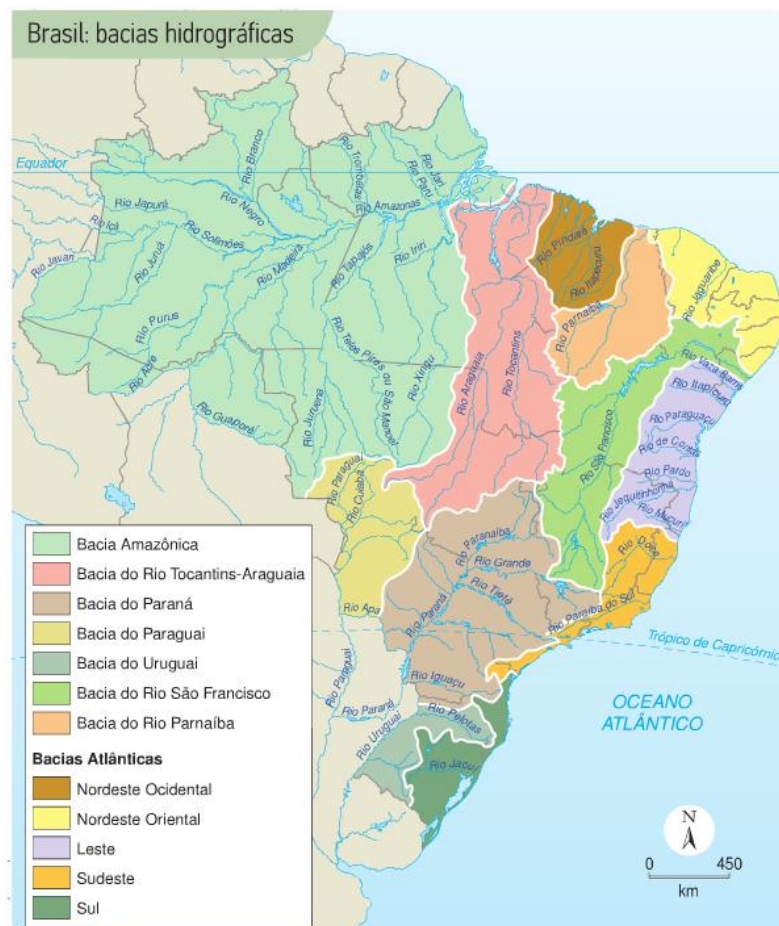 Brasil: bacias hidrográficas
Equador
Rio Branco
Rio Trombetas
Rio Jari
Rio Paru
Rio Japurá
Rio Negro
Rio Amazonas
Rio Içá
Rio Solimões
Rio Javari
Rio Juruá
Rio Madeira
Rio Tapajós
Rio Iriri
Rio Pindaré
Rio Itapecuru
Rio Jaguaribe
Rio Purus
Rio Parnaíba
Rio Acre
Rio Teles Pires ou São Manoel
Rio Xingu
Rio Araguaia
Rio Tocantins
Rio Vaza-Barris
Rio Itapicuru
Rio Guaporé
Rio Juruena
Rio São Francisco
Rio Paraguaçu
Rio de Contas
Rio Paraguai
Rio Cuiabá
Rio Pardo
Rio Jequitinhonha
Rio Mucuri
Rio Paranaíba
Rio Doce
Rio Grande
Rio Tietê
Rio Paraná
Rio Apa
Rio Paraíba do Sul
Trópico de Capricórnio
Rio Paraguai
Rio Iguaçu
Rio Paraná
Rio Pelotas
Rio Uruguai
Rio Jacuí
OCEANO
ATLÂNTICO
Bacia Amazônica
Bacia do Rio Tocantins-Araguaia
Bacia do Paraná
Bacia do Paraguai
Bacia do Uruguai
Bacia do Rio São Francisco
Bacia do Rio Parnaíba
Bacias Atlânticas
Nordeste Ocidental
Nordeste Oriental
Leste
Sudeste
Sul
N
0 450
km